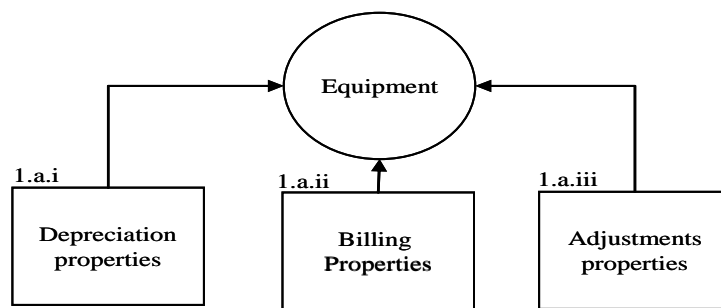 Equipment
1.a.i
1.a.ii
1.a.iii
Depreciation
properties
Billing
Properties
Adjustments
properties